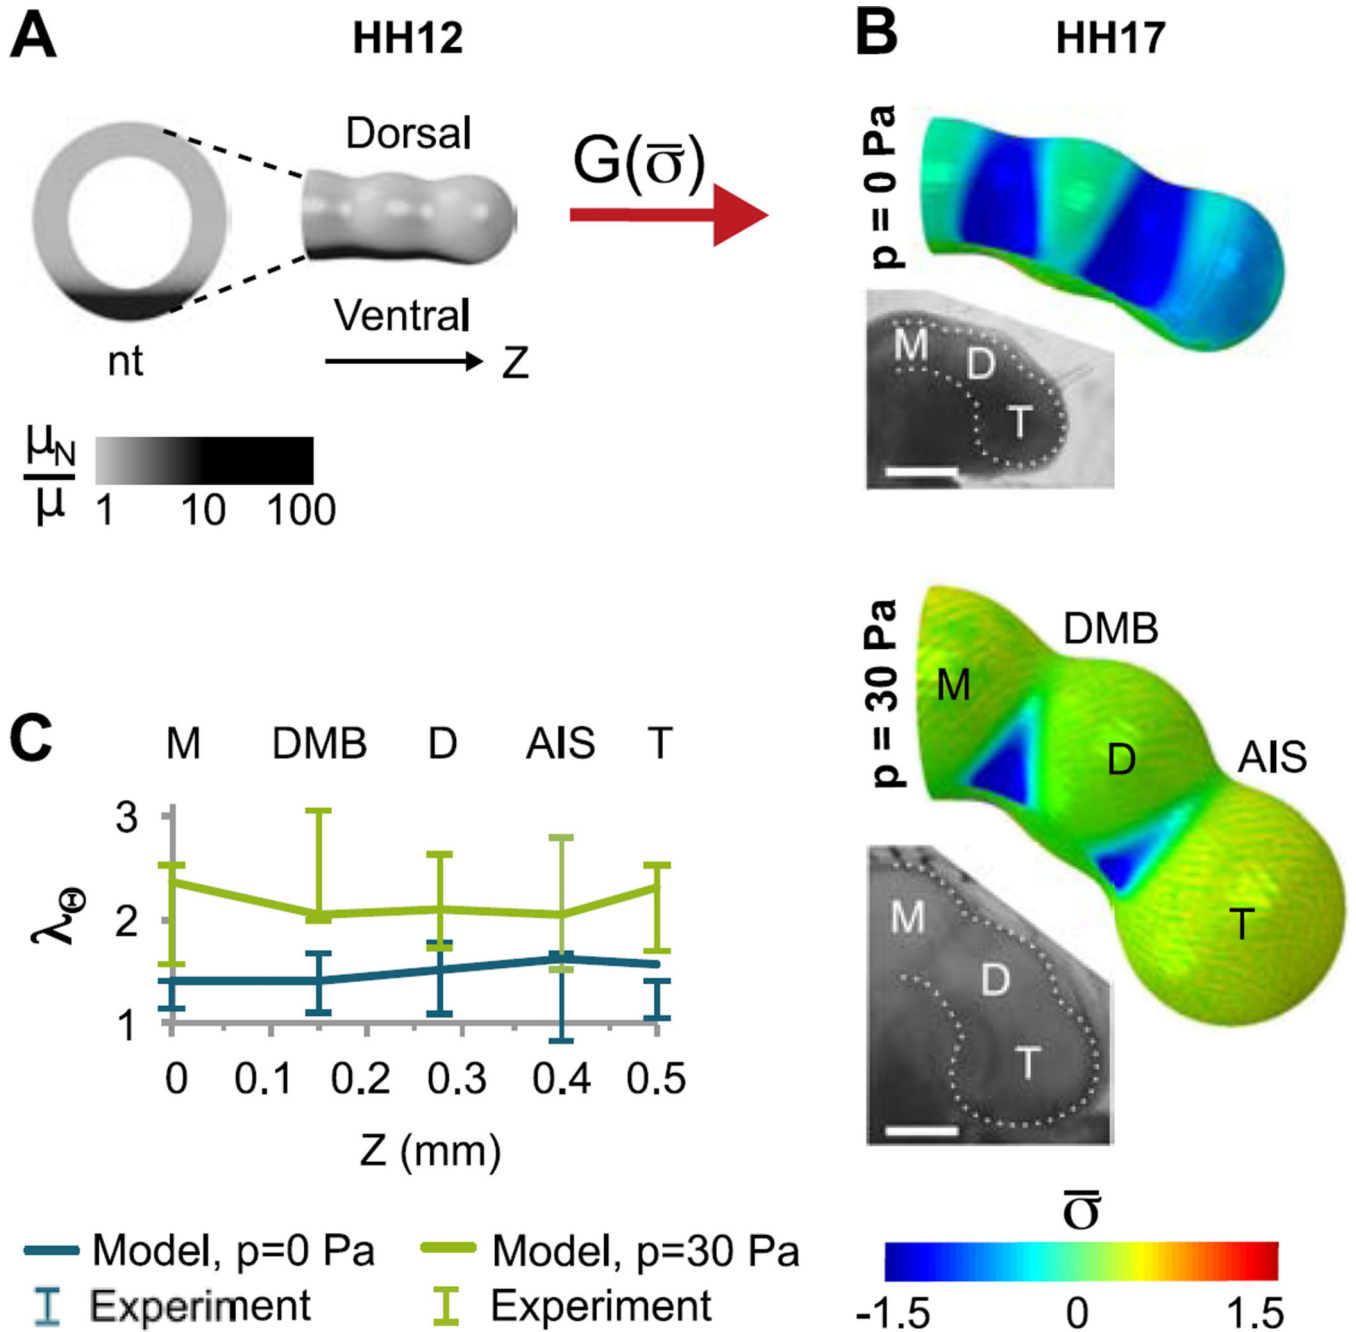 A
HH12
Dorsal
Ventral
nt
Z
G(σ̅)
μN
μ
1 10 100
B
HH17
p = 0 Pa
M
D
T
p = 30 Pa
DMB
M
D
AIS
T
M
D
T
σ̅
-1.5 0 1.5
C
M DMB D AIS T
3
2
1
λΘ
0 0.1 0.2 0.3 0.4 0.5
Z (mm)
Model, p=0 Pa
Model, p=30 Pa
Experiment
Experiment